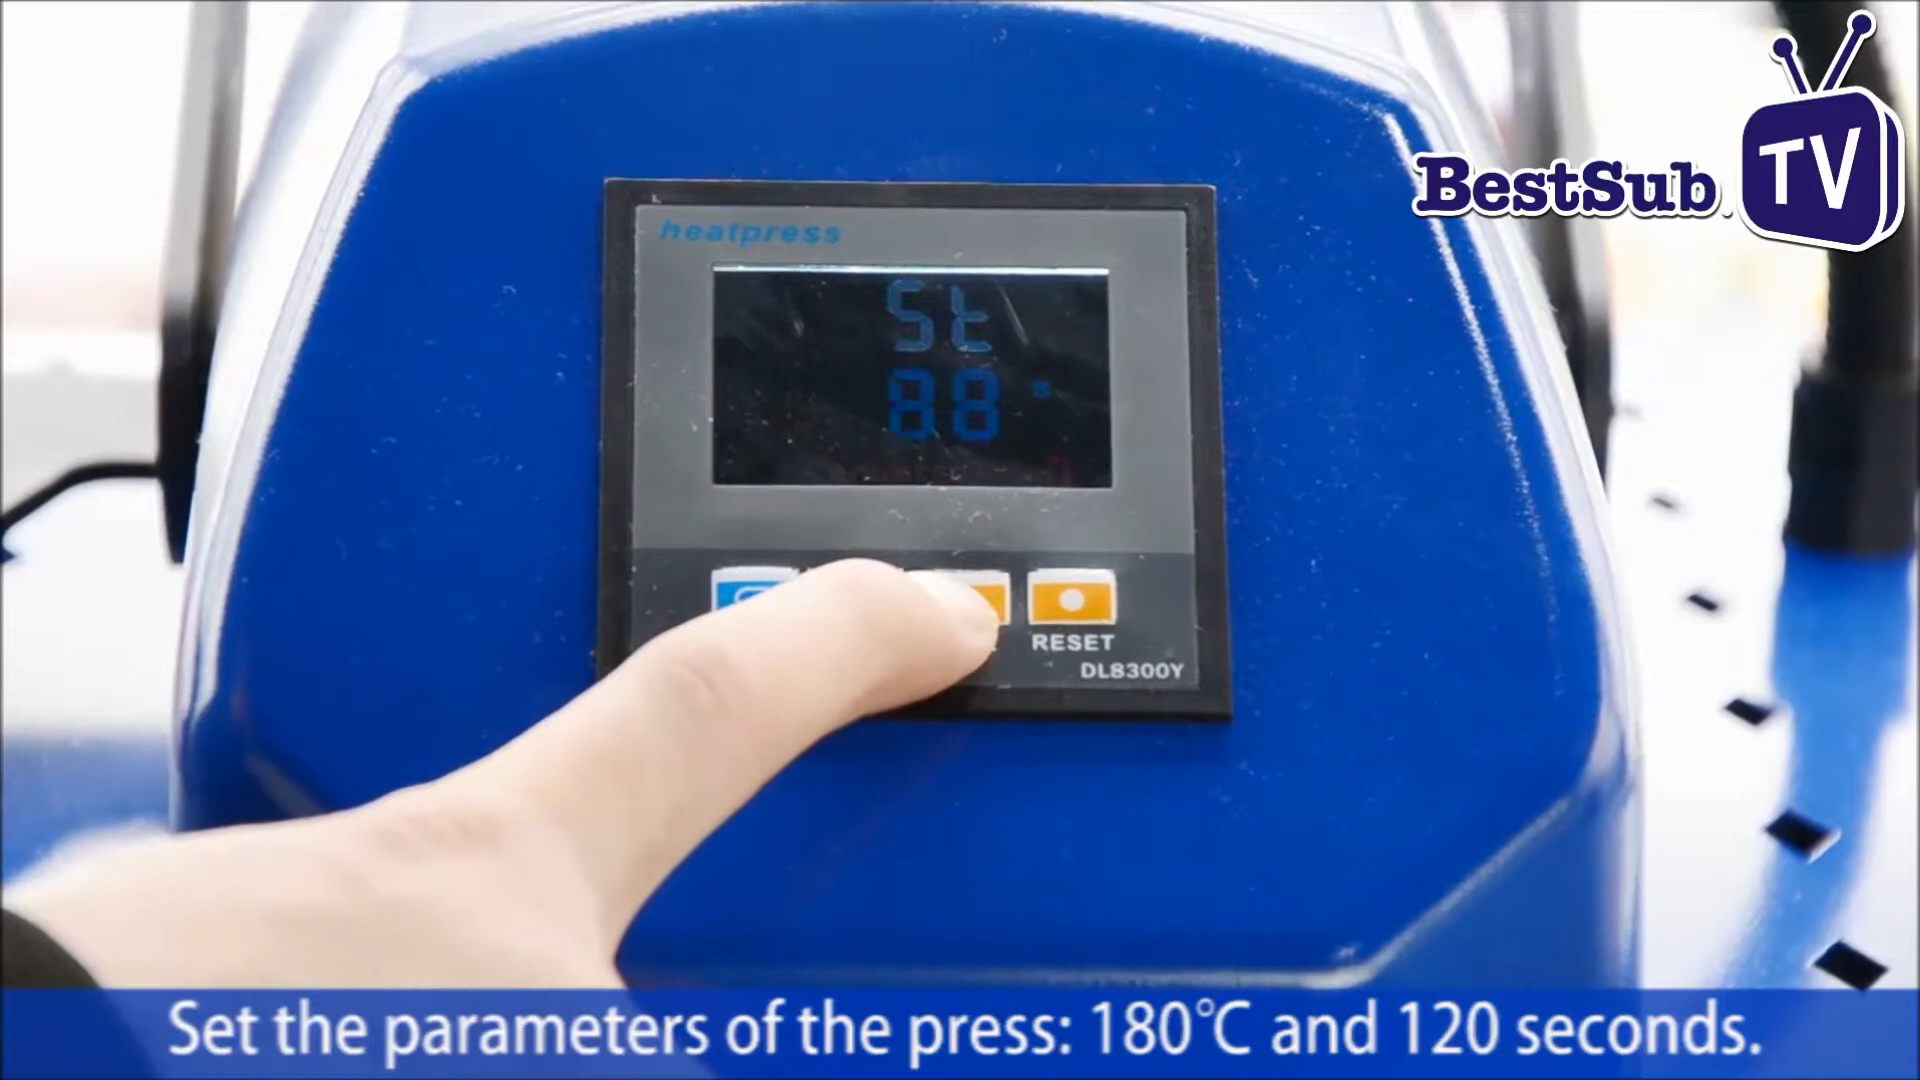 BestSub TV
heatpress
St
88 s
RESET
DL8300Y
Set the parameters of the press: 180°C and 120 seconds.